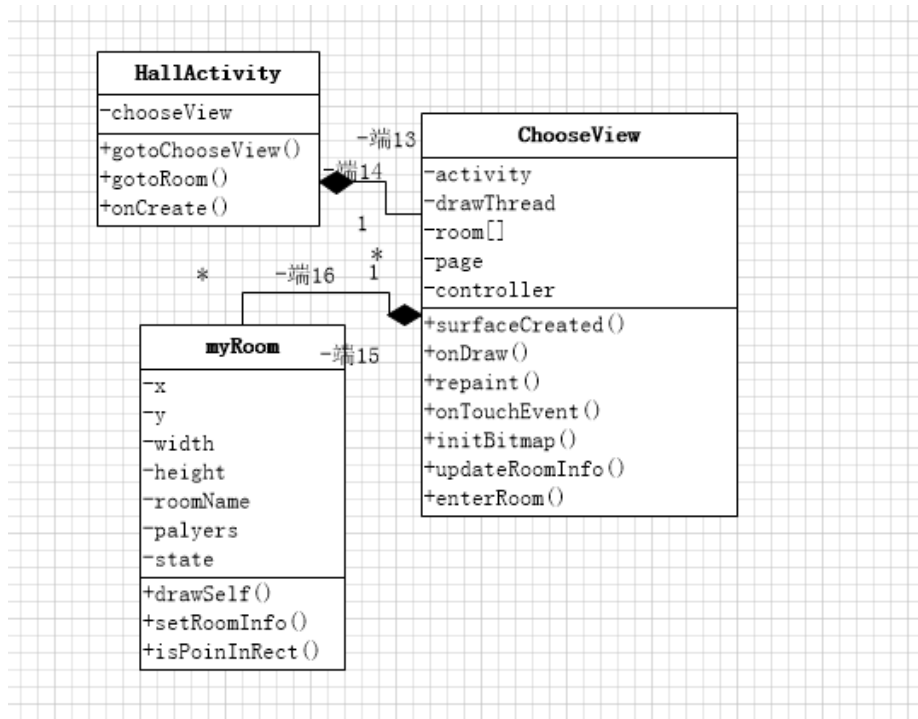 HallActivity
-chooseView
+gotoChooseView()
+gotoRoom()
+onCreate()
-端13
-端14
1
*
ChooseView
-activity
-drawThread
-room[]
-page
-controller
+surfaceCreated()
+onDraw()
+repaint()
+onTouchEvent()
+initBitmap()
+updateRoomInfo()
+enterRoom()
*
-端16
1
-端15
myRoom
-x
-y
-width
-height
-roomName
-palyers
-state
+drawSelf()
+setRoomInfo()
+isPoinInRect()